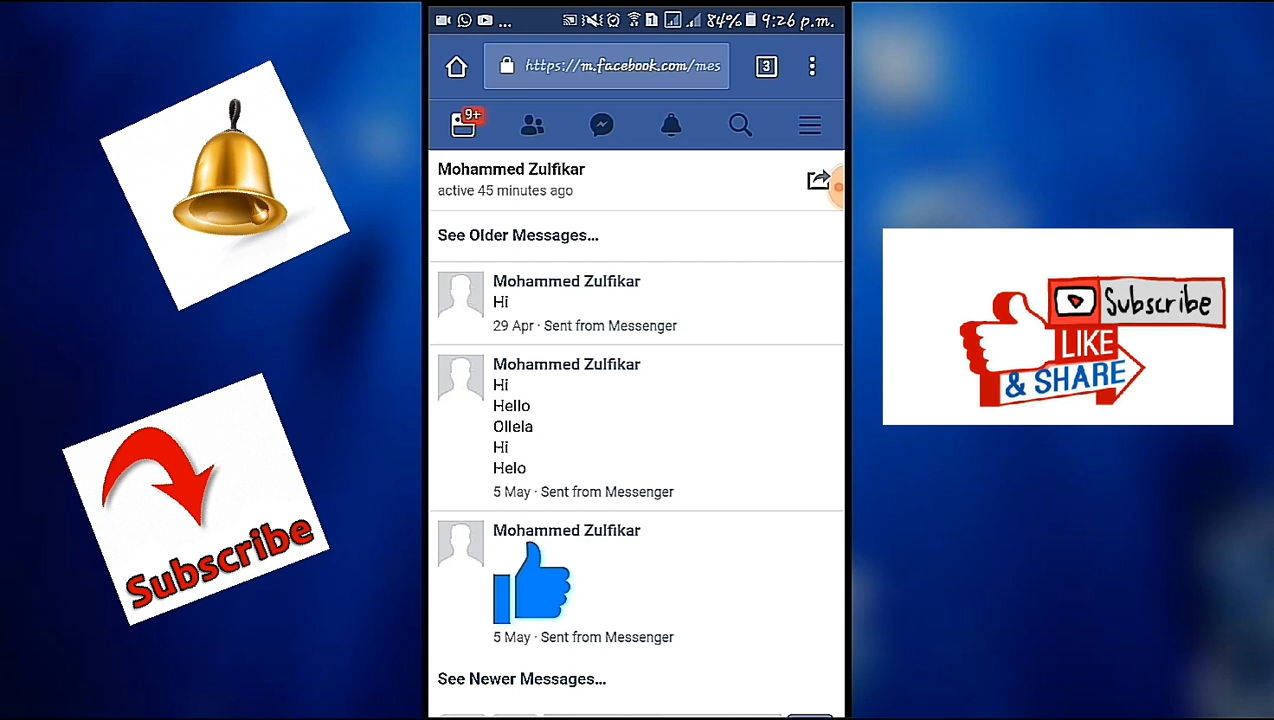 ... 84% 9:26 p.m.
https://m.facebook.com/mes
3
9+
Mohammed Zulfikar
active 45 minutes ago
See Older Messages...
Mohammed Zulfikar
Hi
29 Apr · Sent from Messenger
Mohammed Zulfikar
Hi
Hello
Ollela
Hi
Helo
5 May · Sent from Messenger
Mohammed Zulfikar
5 May · Sent from Messenger
See Newer Messages...
Subscribe
Subscribe
LIKE
& SHARE